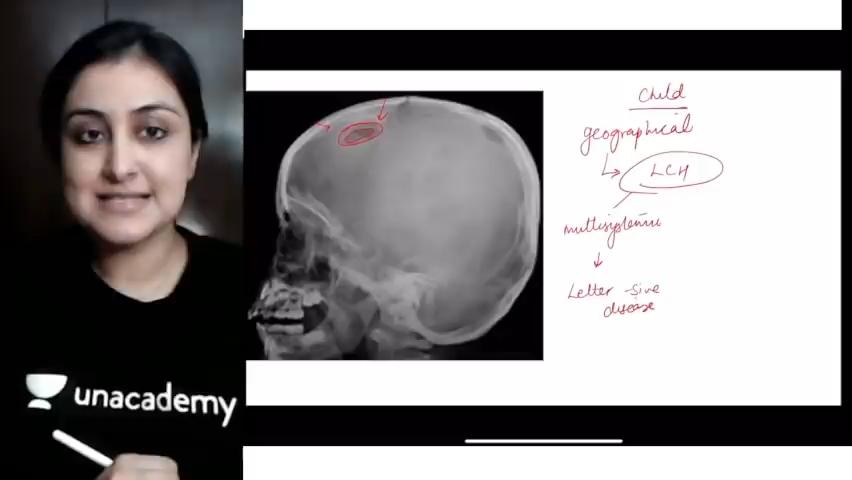 unacademy
Child
geographical
LCH
multisystemic
Letter -Sive
disease